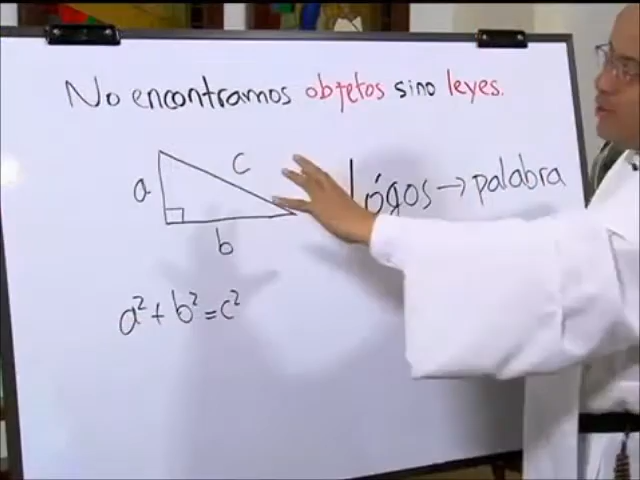 No encontramos objetos sino leyes.
a
c
b
lógos → palabra
a² + b² = c²